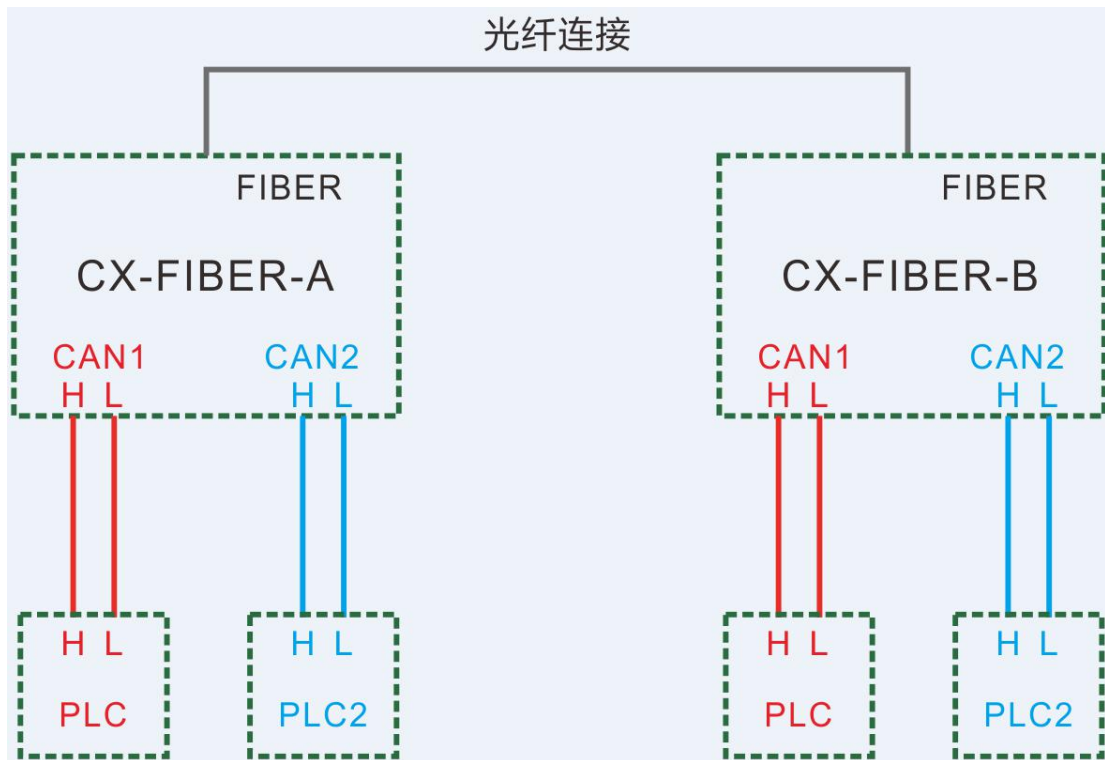 光纤连接
FIBER
FIBER
CX-FIBER-A
CX-FIBER-B
CAN1
CAN2
CAN1
CAN2
H L
H L
H L
H L
H L
H L
H L
H L
PLC
PLC2
PLC
PLC2